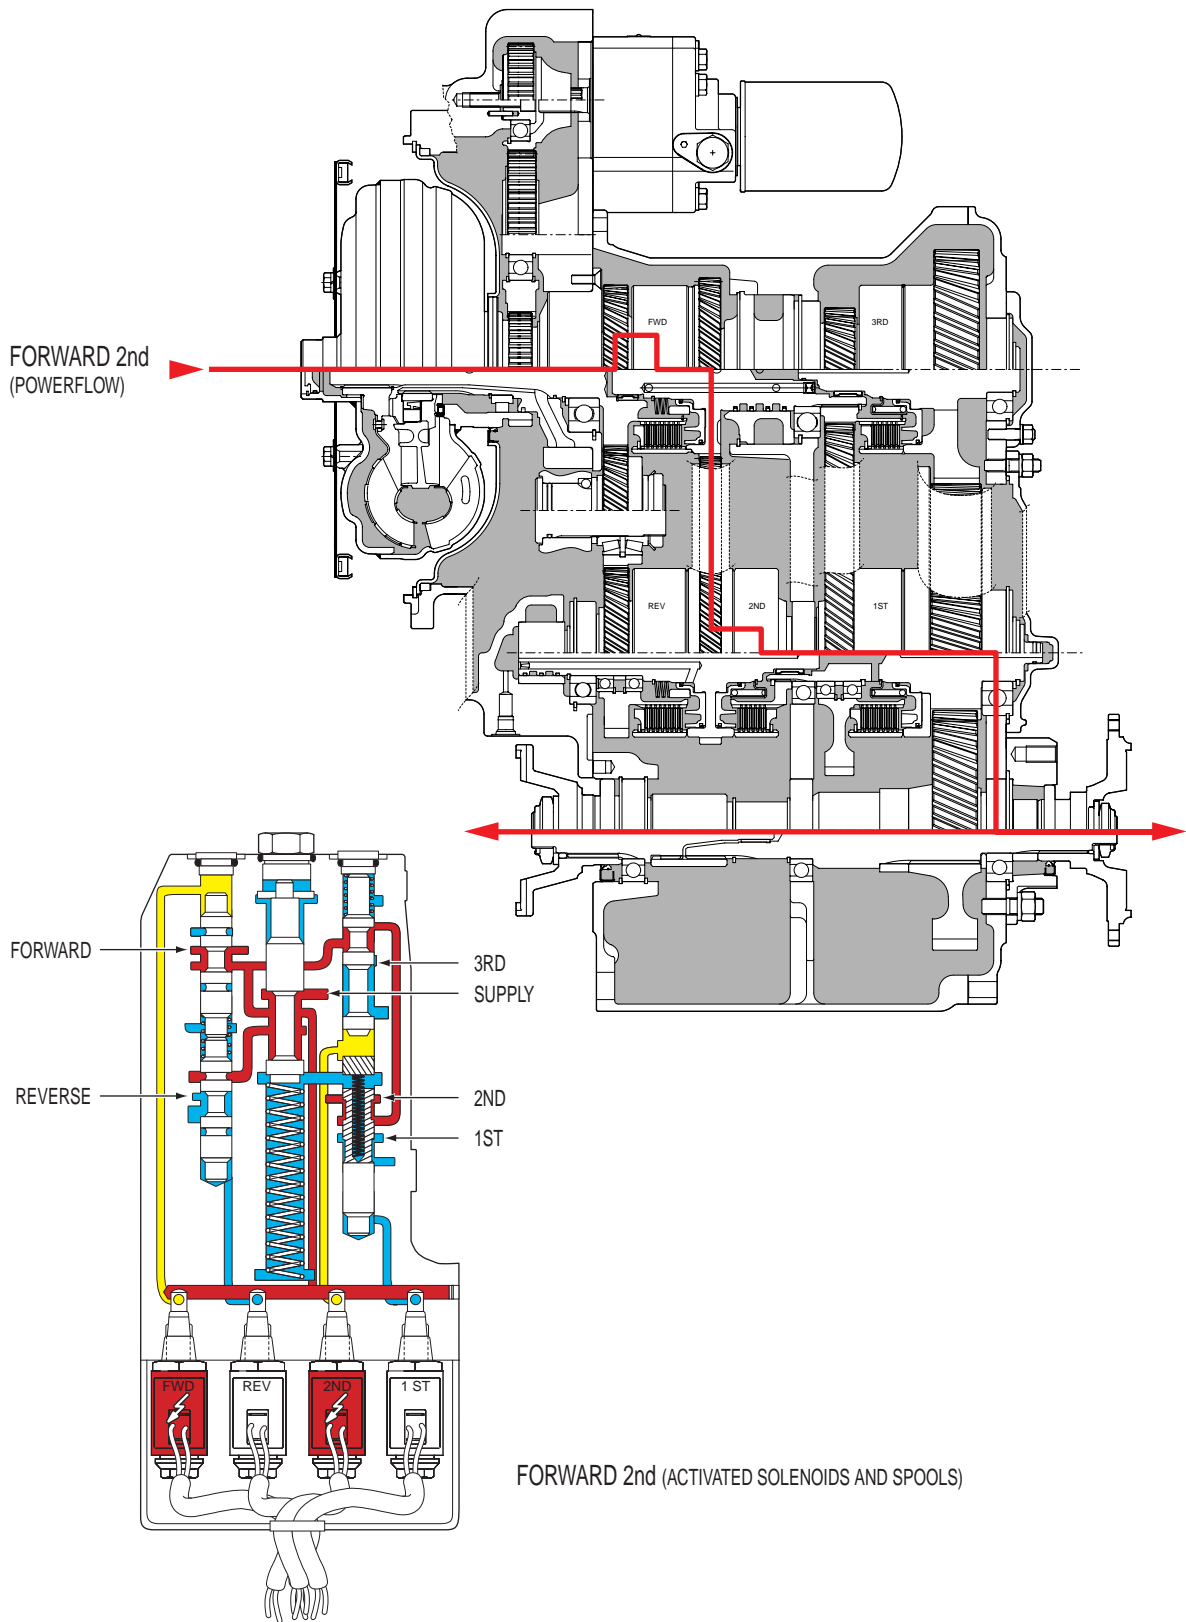 FWD
3RD
FORWARD 2nd
(POWERFLOW)
REV
2ND
1ST
FORWARD
3RD
SUPPLY
REVERSE
2ND
1ST
FWD
REV
2ND
1 ST
FORWARD 2nd (ACTIVATED SOLENOIDS AND SPOOLS)